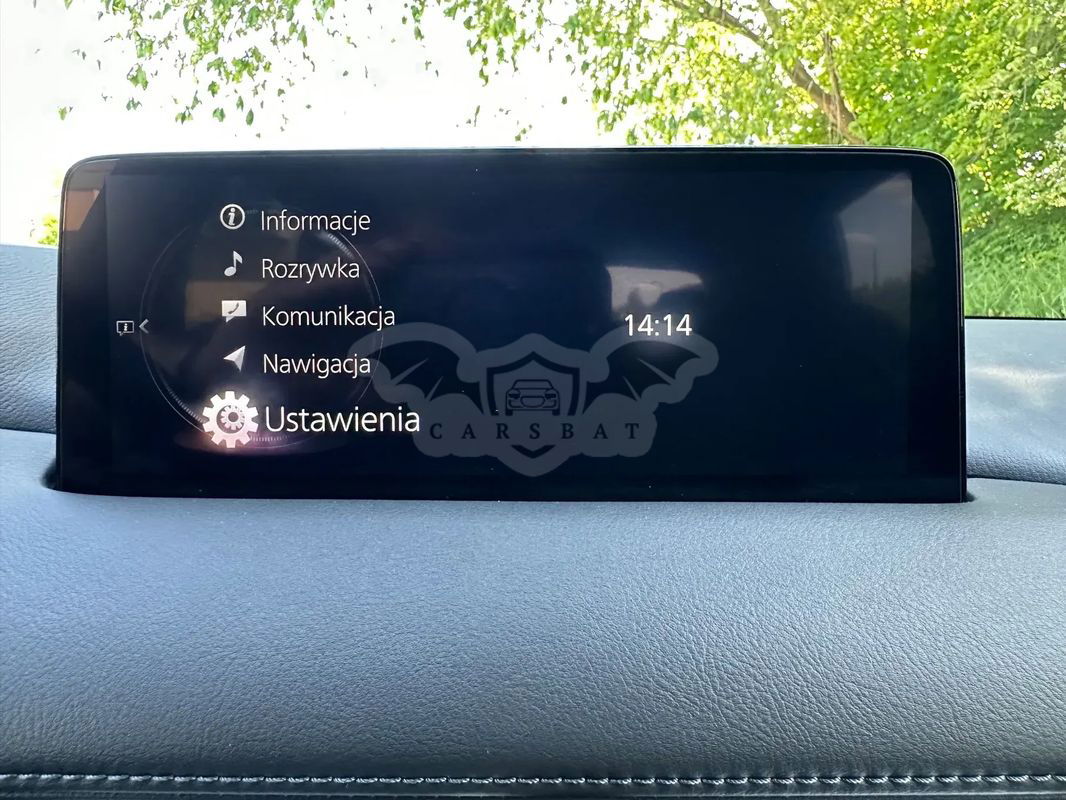 Informacje
Rozrywka
Komunikacja
14:14
Nawigacja
Ustawienia
CARSBAT